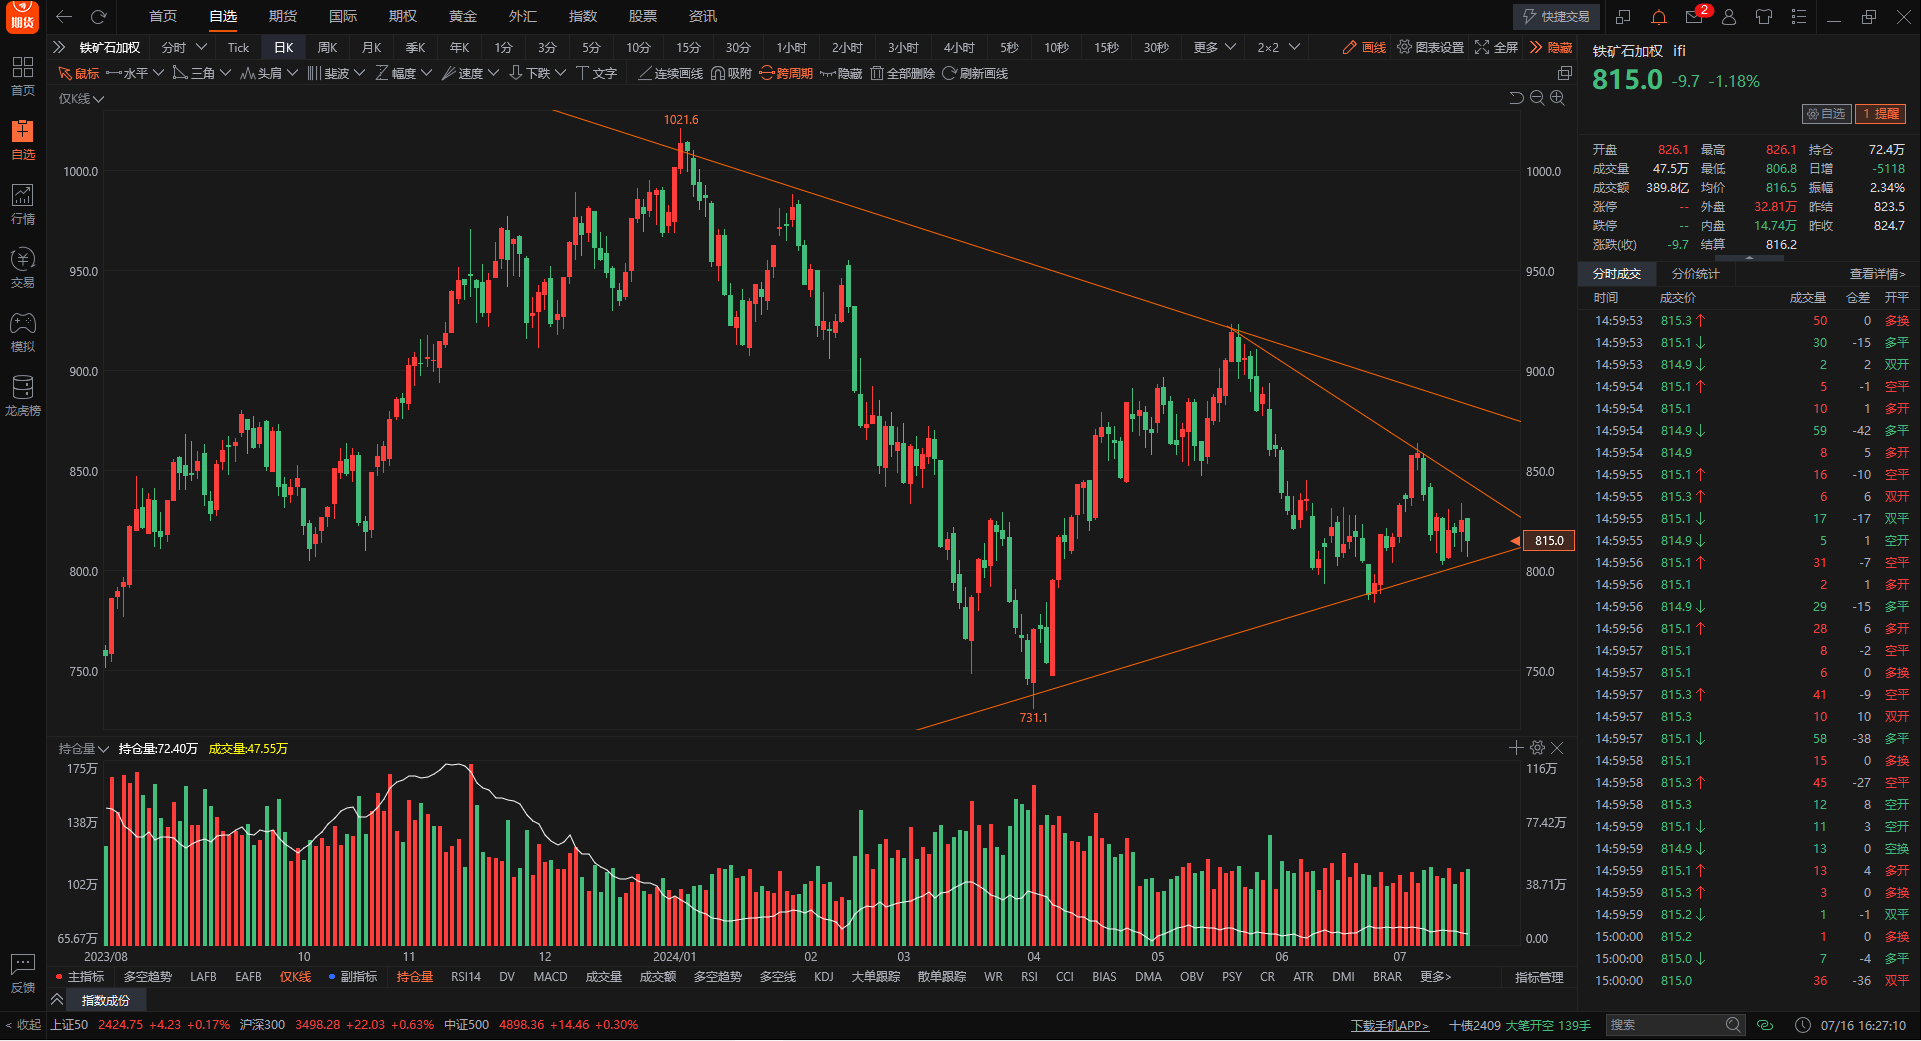 期货
首页 自选 期货 国际 期权 黄金 外汇 指数 股票 资讯
快捷交易 2
铁矿石加权 分时 Tick 日K 周K 月K 季K 年K 1分 3分 5分 10分 15分 30分 1小时 2小时 3小时 4小时 5秒 10秒 15秒 30秒 更多 2×2 画线 图表设置 全屏 隐藏
鼠标 水平 三角 头肩 斐波 幅度 速度 下跌 文字 连续画线 吸附 跨周期 隐藏 全部删除 刷新画线
首页
自选
行情
交易
模拟
龙虎榜
反馈
< 收起
仅K线
1021.6
1000.0 1000.0
950.0 950.0
900.0 900.0
850.0 850.0
815.0
800.0 800.0
750.0 750.0
731.1
持仓量 持仓量:72.40万 成交量:47.55万
175万 116万
138万 77.42万
102万 38.71万
65.67万 0.00
2023/08 10 11 12 2024/01 02 03 04 05 06 07
主指标 多空趋势 LAFB EAFB 仅K线 副指标 持仓量 RSI14 DV MACD 成交量 成交额 多空趋势 多空线 KDJ 大单跟踪 散单跟踪 WR RSI CCI BIAS DMA OBV PSY CR ATR DMI BRAR 更多> 指标管理
指数成份
铁矿石加权 ifi
815.0 -9.7 -1.18%
自选 1 提醒
开盘 826.1 最高 826.1 持仓 72.4万
成交量 47.5万 最低 806.8 日增 -5118
成交额 389.8亿 均价 816.5 振幅 2.34%
涨停 -- 外盘 32.81万 昨结 823.5
跌停 -- 内盘 14.74万 昨收 824.7
涨跌(收) -9.7 结算 816.2
分时成交 分价统计 查看详情>
时间 成交价 成交量 仓差 开平
14:59:53 815.3↑ 50 0 多换
14:59:53 815.1↓ 30 -15 多平
14:59:53 814.9↓ 2 2 双开
14:59:54 815.1↑ 5 -1 空平
14:59:54 815.1 10 1 多开
14:59:54 814.9↓ 59 -42 多平
14:59:54 814.9 8 5 多开
14:59:55 815.1↑ 16 -10 空平
14:59:55 815.3↑ 6 6 双开
14:59:55 815.1↓ 17 -17 双平
14:59:55 814.9↓ 5 1 空开
14:59:56 815.1↑ 31 -7 空平
14:59:56 815.1 2 1 多开
14:59:56 814.9↓ 29 -15 多平
14:59:56 815.1↑ 28 6 多开
14:59:57 815.1 8 -2 空平
14:59:57 815.1 6 0 多换
14:59:57 815.3↑ 41 -9 空平
14:59:57 815.3 10 10 双开
14:59:57 815.1↓ 58 -38 多平
14:59:58 815.1 15 0 多换
14:59:58 815.3↑ 45 -27 空平
14:59:58 815.3 12 8 空开
14:59:59 815.1↓ 11 3 空开
14:59:59 814.9↓ 13 0 空换
14:59:59 815.1↑ 13 4 多开
14:59:59 815.3↑ 3 0 多换
14:59:59 815.2↓ 1 -1 双平
15:00:00 815.2 1 0 多换
15:00:00 815.0↓ 7 -4 多平
15:00:00 815.0 36 -36 双平
上证50 2424.75 +4.23 +0.17% 沪深300 3498.28 +22.03 +0.63% 中证500 4898.36 +14.46 +0.30% 下载手机APP> 十债2409 大笔开空 139手 搜索 07/16 16:27:10